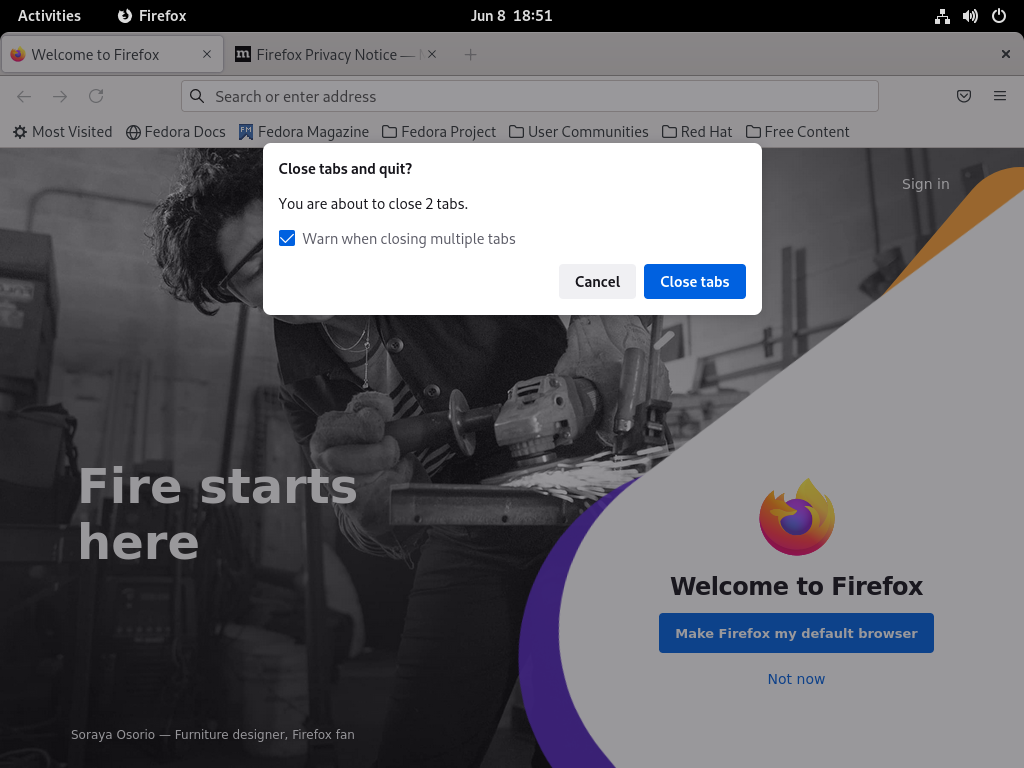 Activities Firefox Jun 8 18:51
Welcome to Firefox Firefox Privacy Notice —
Search or enter address
Most Visited Fedora Docs Fedora Magazine Fedora Project User Communities Red Hat Free Content
Close tabs and quit?
You are about to close 2 tabs.
Warn when closing multiple tabs
Cancel Close tabs
Sign in
Fire starts
here
Welcome to Firefox
Make Firefox my default browser
Not now
Soraya Osorio — Furniture designer, Firefox fan